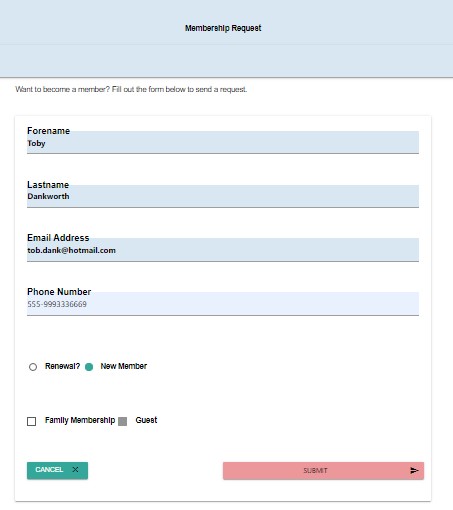 Membership Request
Want to become a member? Fill out the form below to send a request.
Forename
Toby
Lastname
Dankworth
Email Address
tob.dank@hotmail.com
Phone Number
555-9993336669
Renewal? New Member
Family Membership Guest
CANCEL SUBMIT